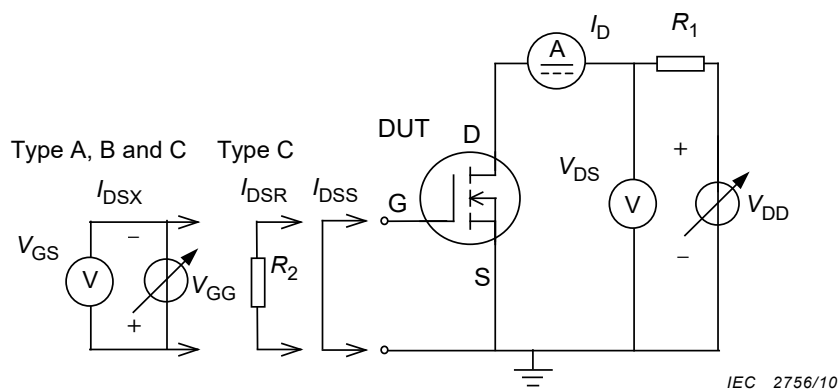 I_D
R_1
A
DUT
D
Type A, B and C
Type C
I_DSX
I_DSR
I_DSS
G
V_DS
V
+
V_DD
−
V_GS
V
−
V_GG
+
R_2
S
−
IEC 2756/10